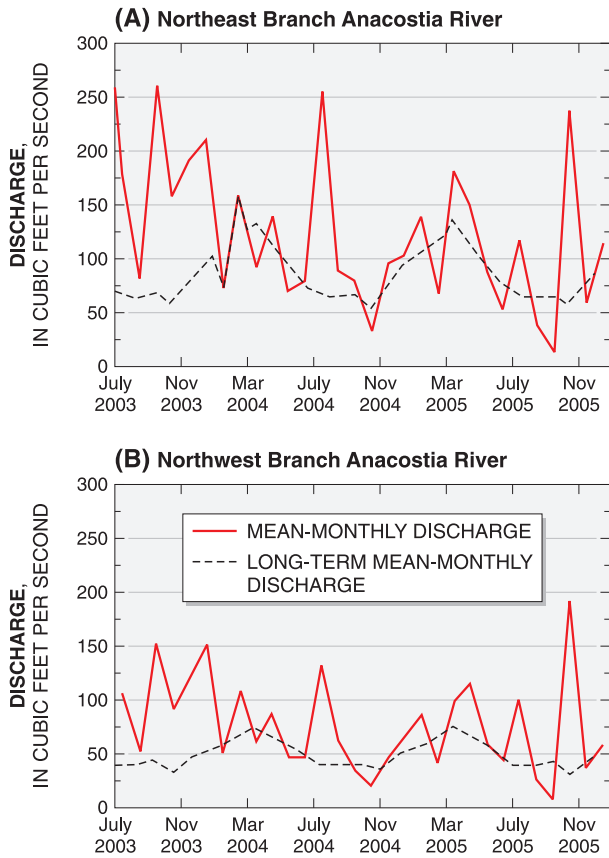 (A) Northeast Branch Anacostia River
DISCHARGE,
IN CUBIC FEET PER SECOND
300
250
200
150
100
50
0
July Nov Mar July Nov Mar July Nov
2003 2003 2004 2004 2004 2005 2005 2005
(B) Northwest Branch Anacostia River
DISCHARGE,
IN CUBIC FEET PER SECOND
300
250
200
150
100
50
0
MEAN-MONTHLY DISCHARGE
LONG-TERM MEAN-MONTHLY
DISCHARGE
July Nov Mar July Nov Mar July Nov
2003 2003 2004 2004 2004 2005 2005 2005